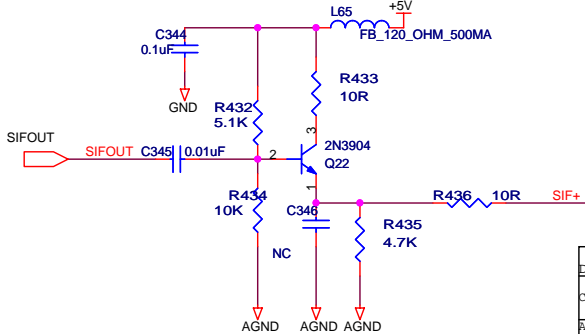 +5V
L65
FB_120_OHM_500MA
C344
0.1uF
GND
R433
10R
R432
5.1K
3
2N3904
Q22
SIFOUT
SIFOUT
C345
0.01uF
2
1
R434
10K
C346
NC
R435
4.7K
R436
10R
SIF+
AGND
AGND
AGND